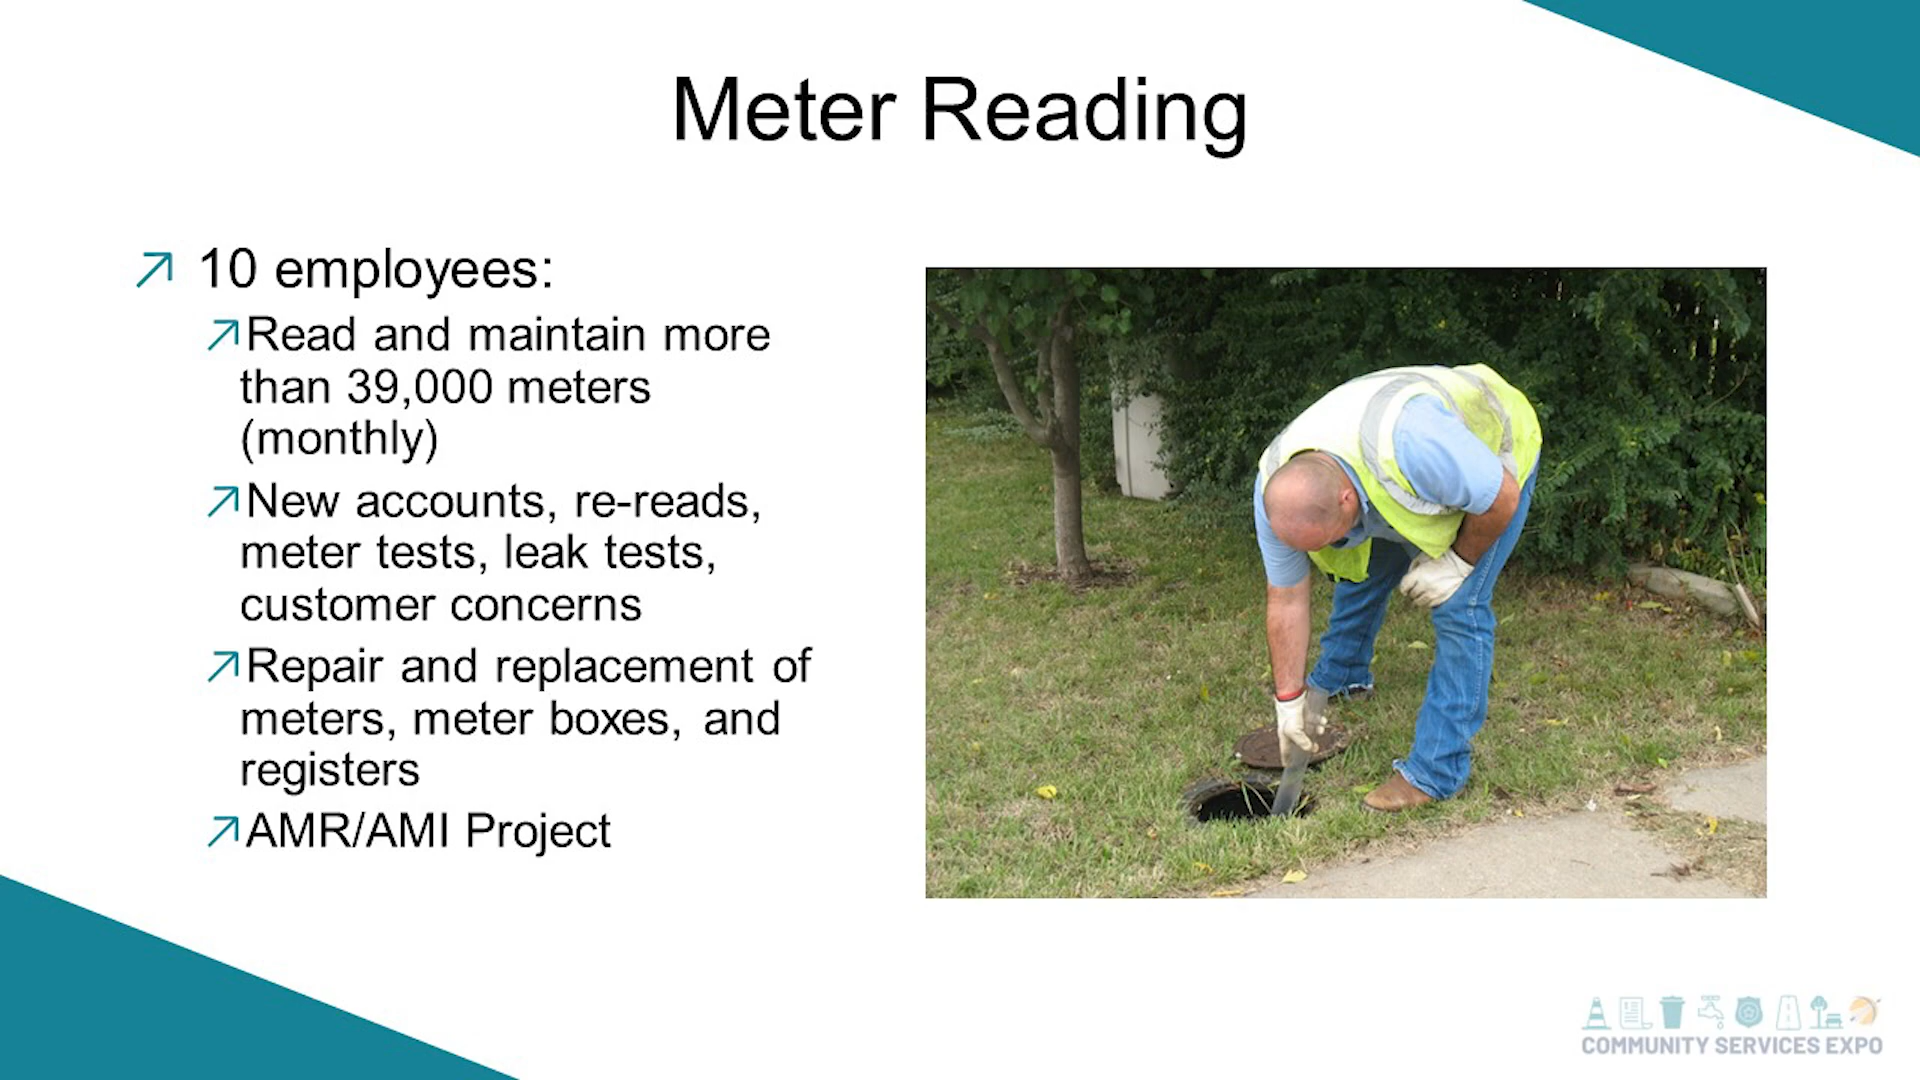 Meter Reading
10 employees:
Read and maintain more
than 39,000 meters
(monthly)
New accounts, re-reads,
meter tests, leak tests,
customer concerns
Repair and replacement of
meters, meter boxes, and
registers
AMR/AMI Project
COMMUNITY SERVICES EXPO